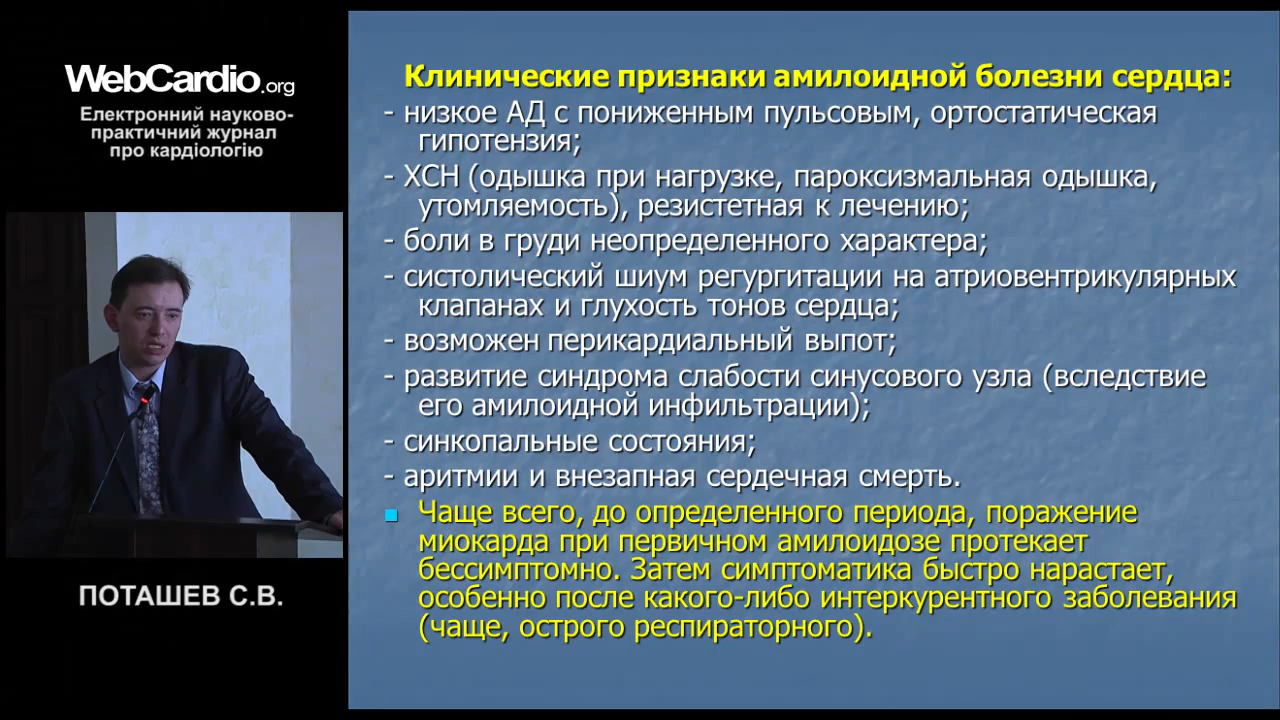 WebCardio.org
Електронний науково-
практичний журнал
про кардіологію
ПОТАШЕВ С.В.
Клинические признаки амилоидной болезни сердца:
- низкое АД с пониженным пульсовым, ортостатическая
гипотензия;
- ХСН (одышка при нагрузке, пароксизмальная одышка,
утомляемость), резистетная к лечению;
- боли в груди неопределенного характера;
- систолический шиум регургитации на атриовентрикулярных
клапанах и глухость тонов сердца;
- возможен перикардиальный выпот;
- развитие синдрома слабости синусового узла (вследствие
его амилоидной инфильтрации);
- синкопальные состояния;
- аритмии и внезапная сердечная смерть.
Чаще всего, до определенного периода, поражение
миокарда при первичном амилоидозе протекает
бессимптомно. Затем симптоматика быстро нарастает,
особенно после какого-либо интеркурентного заболевания
(чаще, острого респираторного).